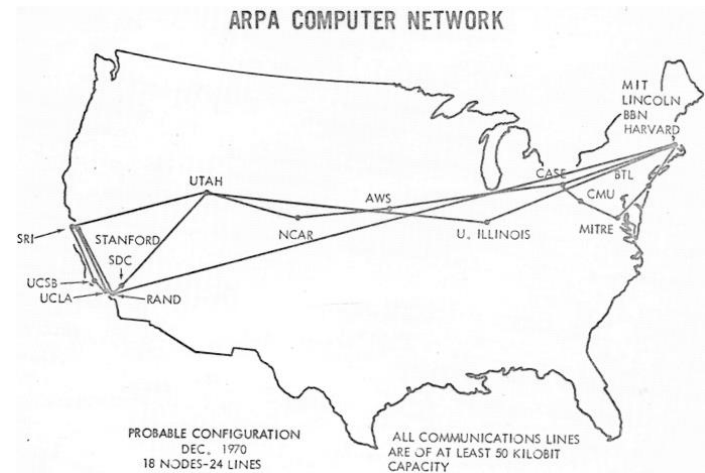 ARPA COMPUTER NETWORK
MIT
LINCOLN
BBN
HARVARD
CASE
BTL
UTAH
AWS
CMU
SRI
STANFORD
NCAR
U. ILLINOIS
MITRE
SDC
UCSB
UCLA
RAND
PROBABLE CONFIGURATION
DEC. 1970
18 NODES-24 LINES
ALL COMMUNICATIONS LINES
ARE OF AT LEAST 50 KILOBIT
CAPACITY